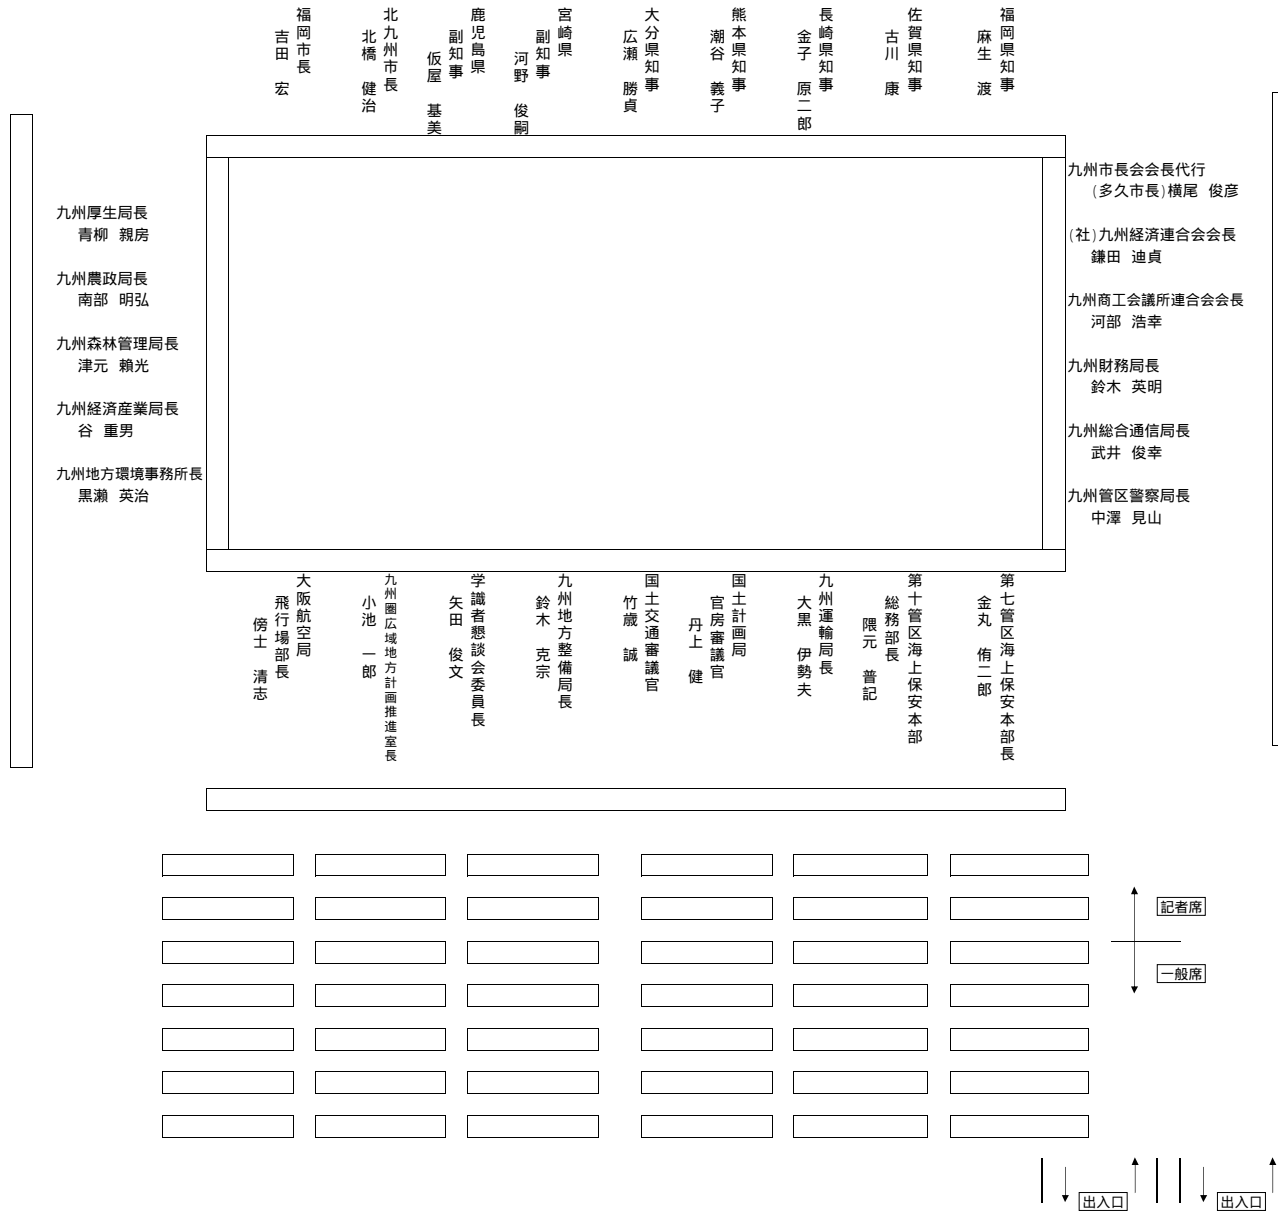 福岡県知事
麻生 渡
佐賀県知事
古川 康
長崎県知事
金子 原二郎
熊本県知事
潮谷 義子
大分県知事
広瀬 勝貞
宮崎県
副知事
河野 俊嗣
鹿児島県
副知事
仮屋 基美
北九州市長
北橋 健治
福岡市長
吉田 宏
九州市長会会長代行
(多久市長)横尾 俊彦
(社)九州経済連合会会長
鎌田 迪貞
九州商工会議所連合会会長
河部 浩幸
九州財務局長
鈴木 英明
九州総合通信局長
武井 俊幸
九州管区警察局長
中澤 見山
九州厚生局長
青柳 親房
九州農政局長
南部 明弘
九州森林管理局長
津元 頼光
九州経済産業局長
谷 重男
九州地方環境事務所長
黒瀬 英治
第七管区海上保安本部長
金丸 侑二郎
第十管区海上保安本部
総務部長
隈元 普記
九州運輸局長
大黒 伊勢夫
国土計画局
官房審議官
丹上 健
国土交通審議官
竹歳 誠
九州地方整備局長
鈴木 克宗
学識者懇談会委員長
矢田 俊文
九州圏広域地方計画推進室長
小池 一郎
大阪航空局
飛行場部長
傍士 清志
記者席
一般席
出入口
出入口